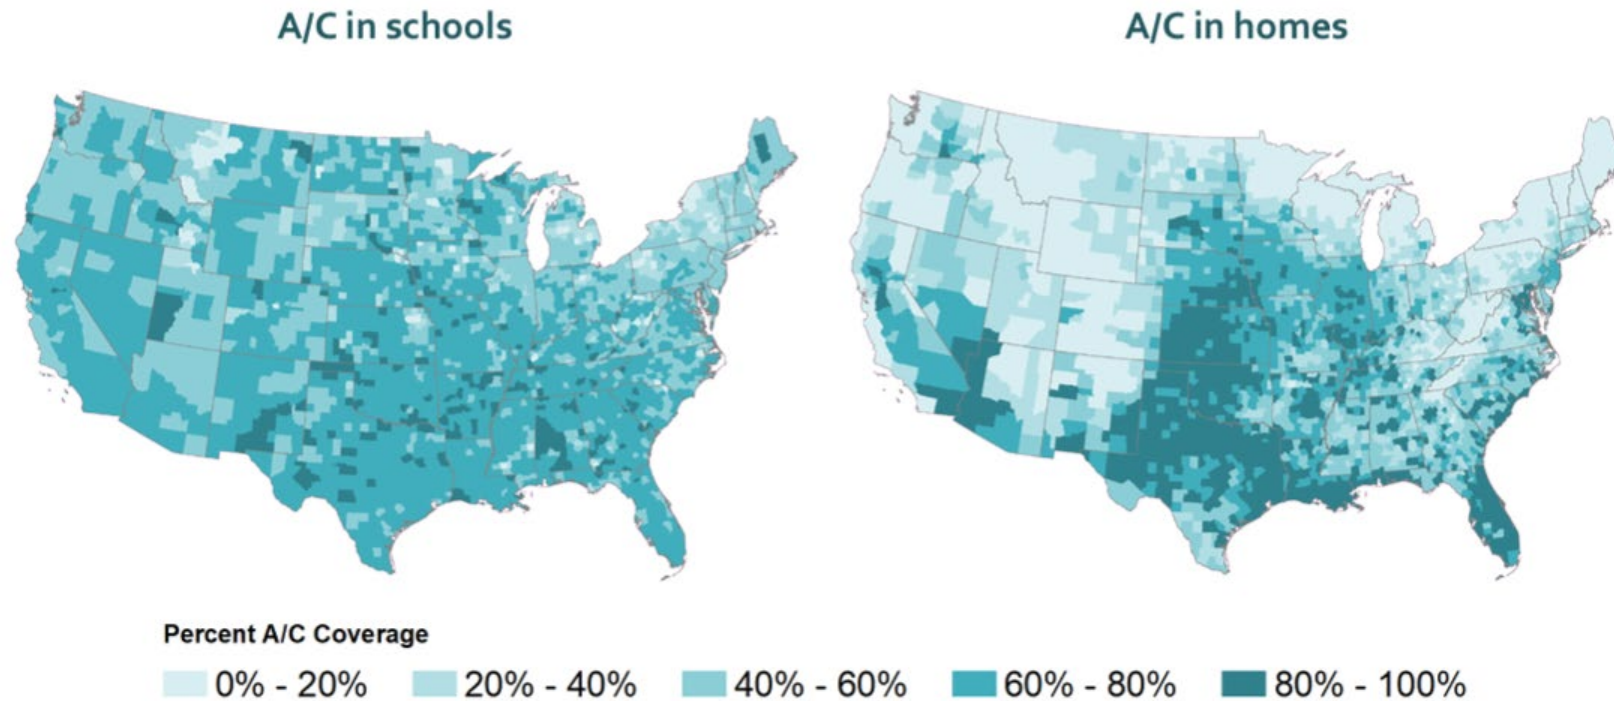 A/C in schools
A/C in homes
Percent A/C Coverage
0% - 20%
20% - 40%
40% - 60%
60% - 80%
80% - 100%